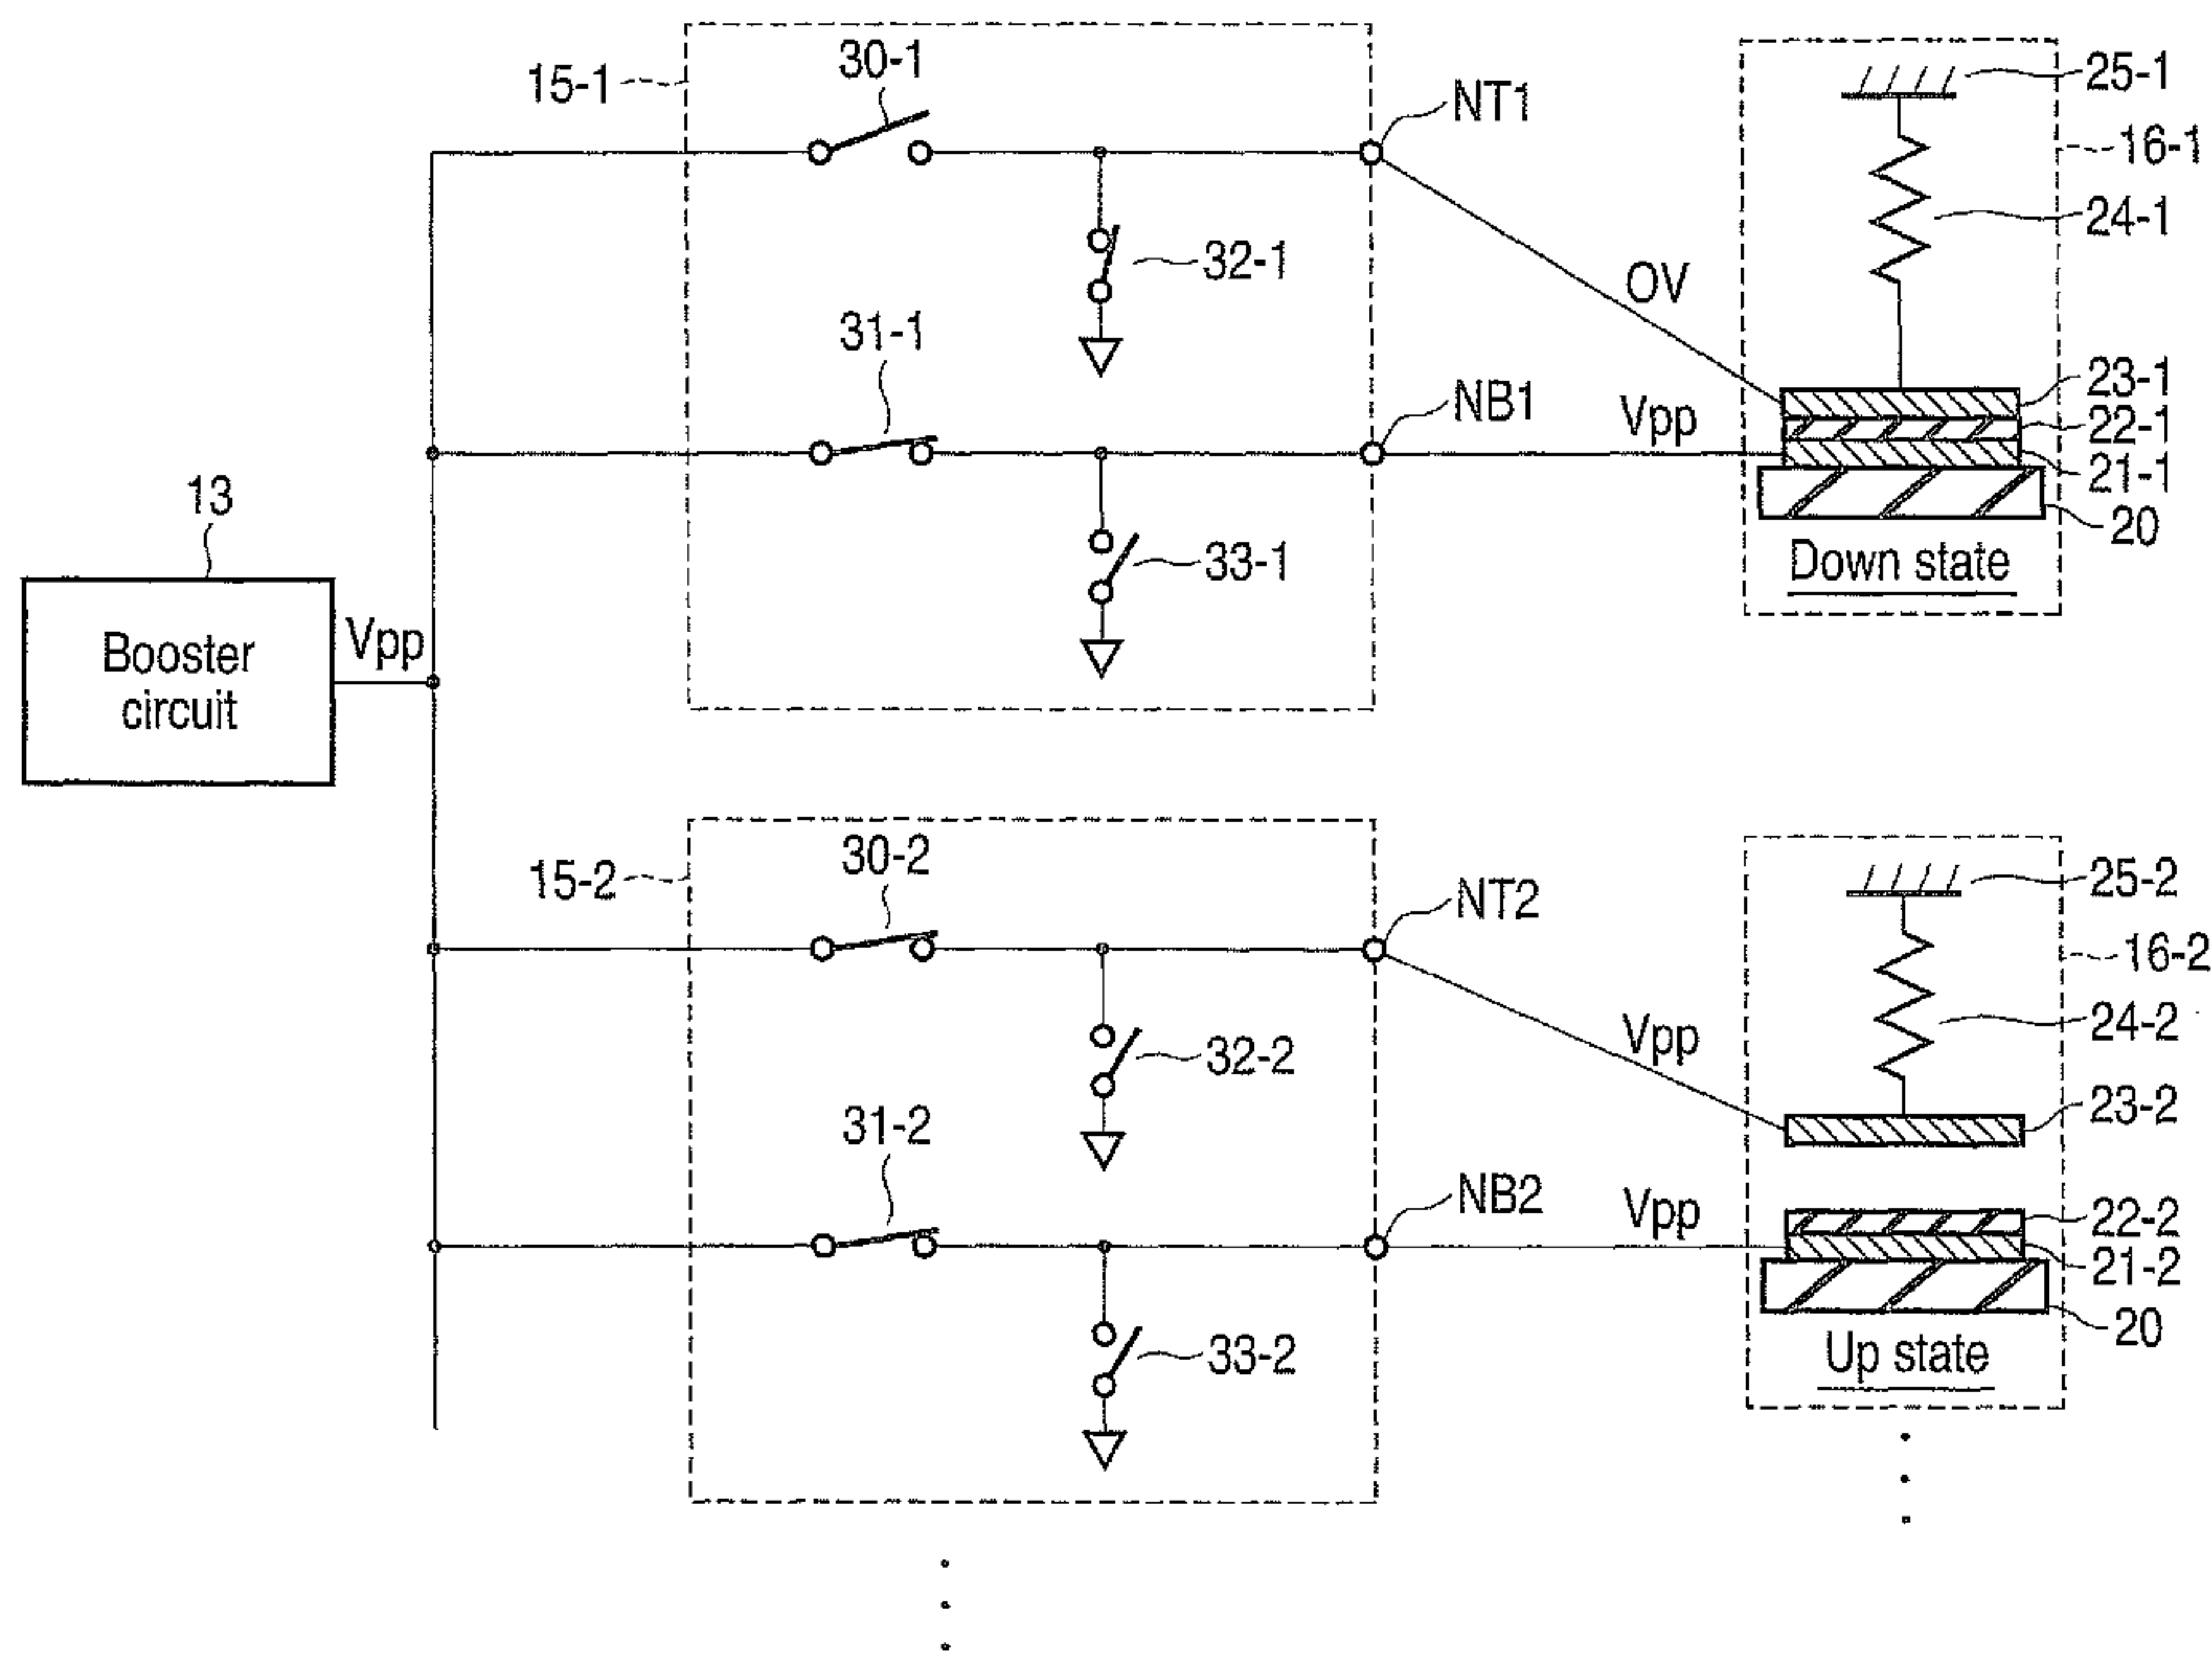 15-1
30-1
NT1
25-1
16-1
24-1
32-1
OV
31-1
NB1
Vpp
23-1
22-1
21-1
20
13
33-1
Down state
Booster
circuit
Vpp
15-2
30-2
NT2
25-2
16-2
24-2
32-2
Vpp
23-2
31-2
NB2
Vpp
22-2
21-2
20
33-2
Up state